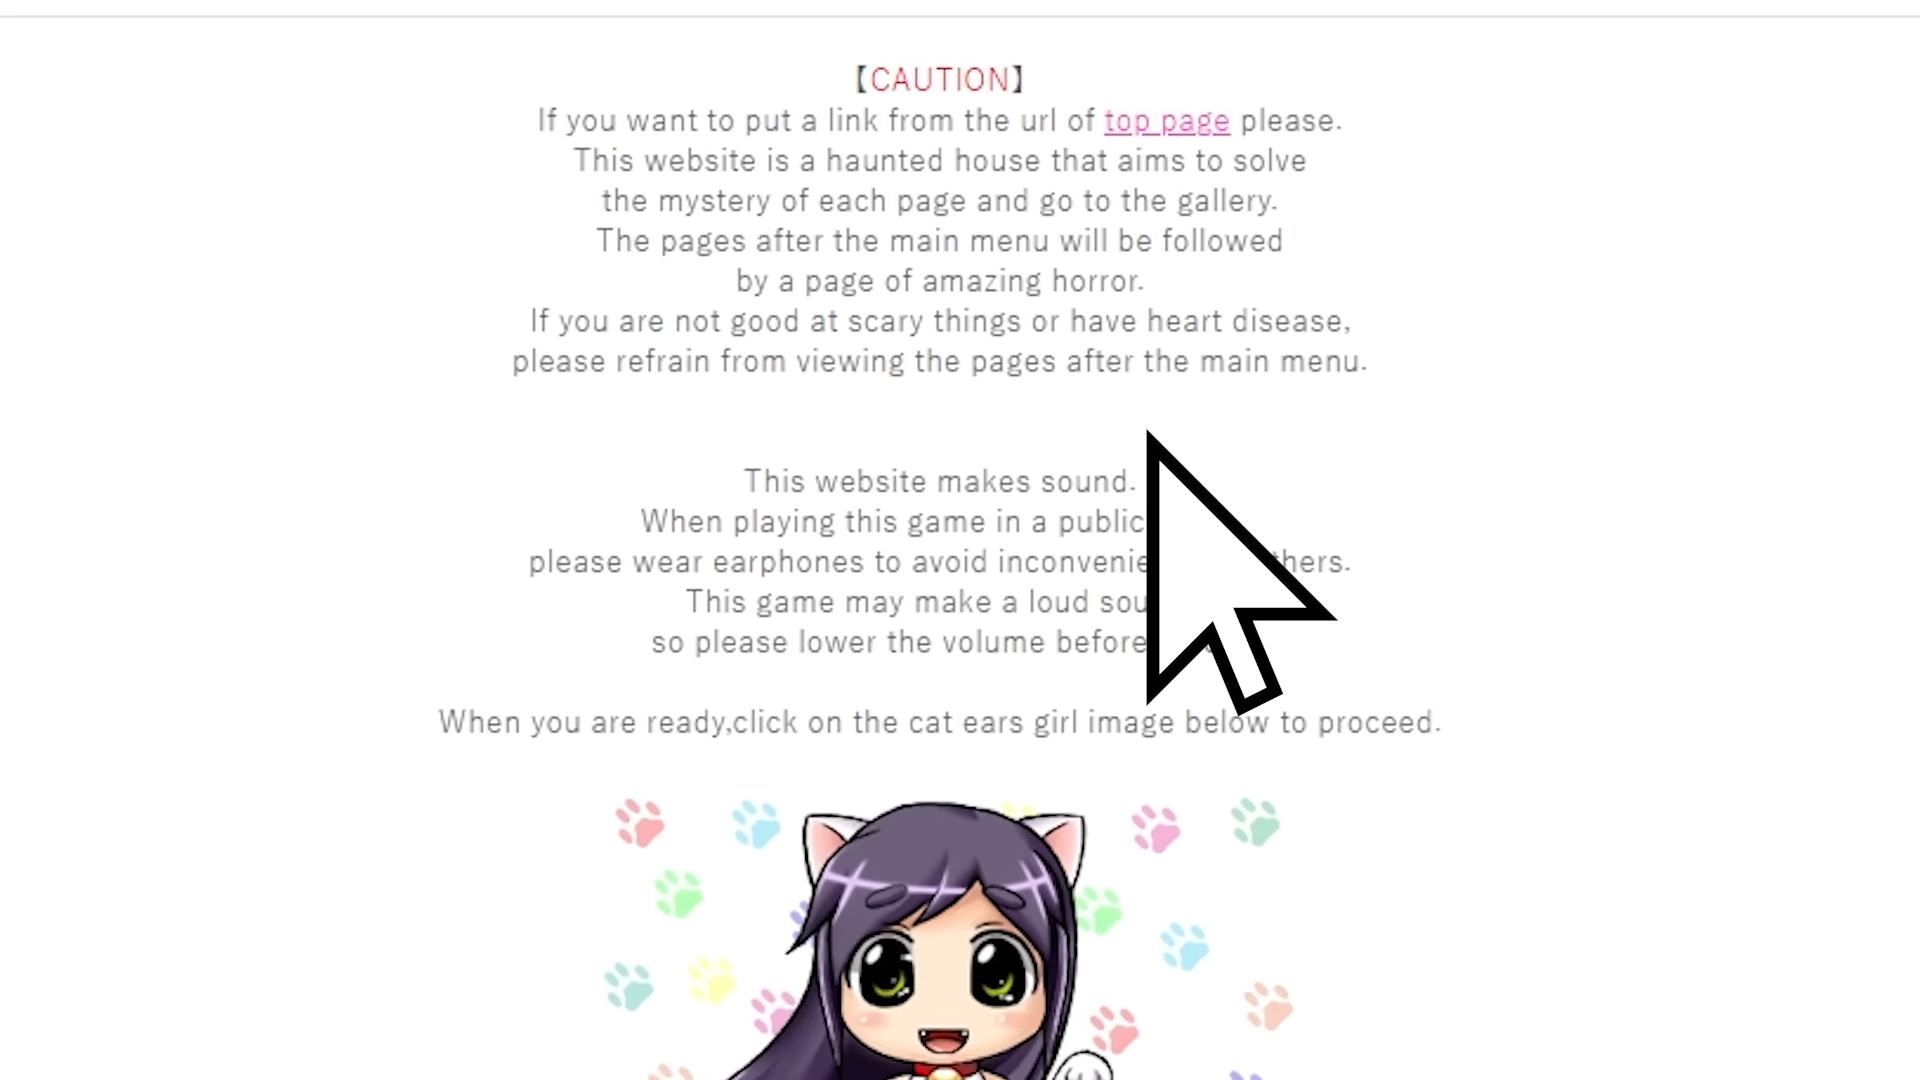 【CAUTION】
If you want to put a link from the url of top page please.
This website is a haunted house that aims to solve
the mystery of each page and go to the gallery.
The pages after the main menu will be followed
by a page of amazing horror.
If you are not good at scary things or have heart disease,
please refrain from viewing the pages after the main menu.
This website makes sound.
When playing this game in a public
please wear earphones to avoid
This game may make a loud
so please lower the volume before
When you are ready,click on the cat ears girl image below to proceed.